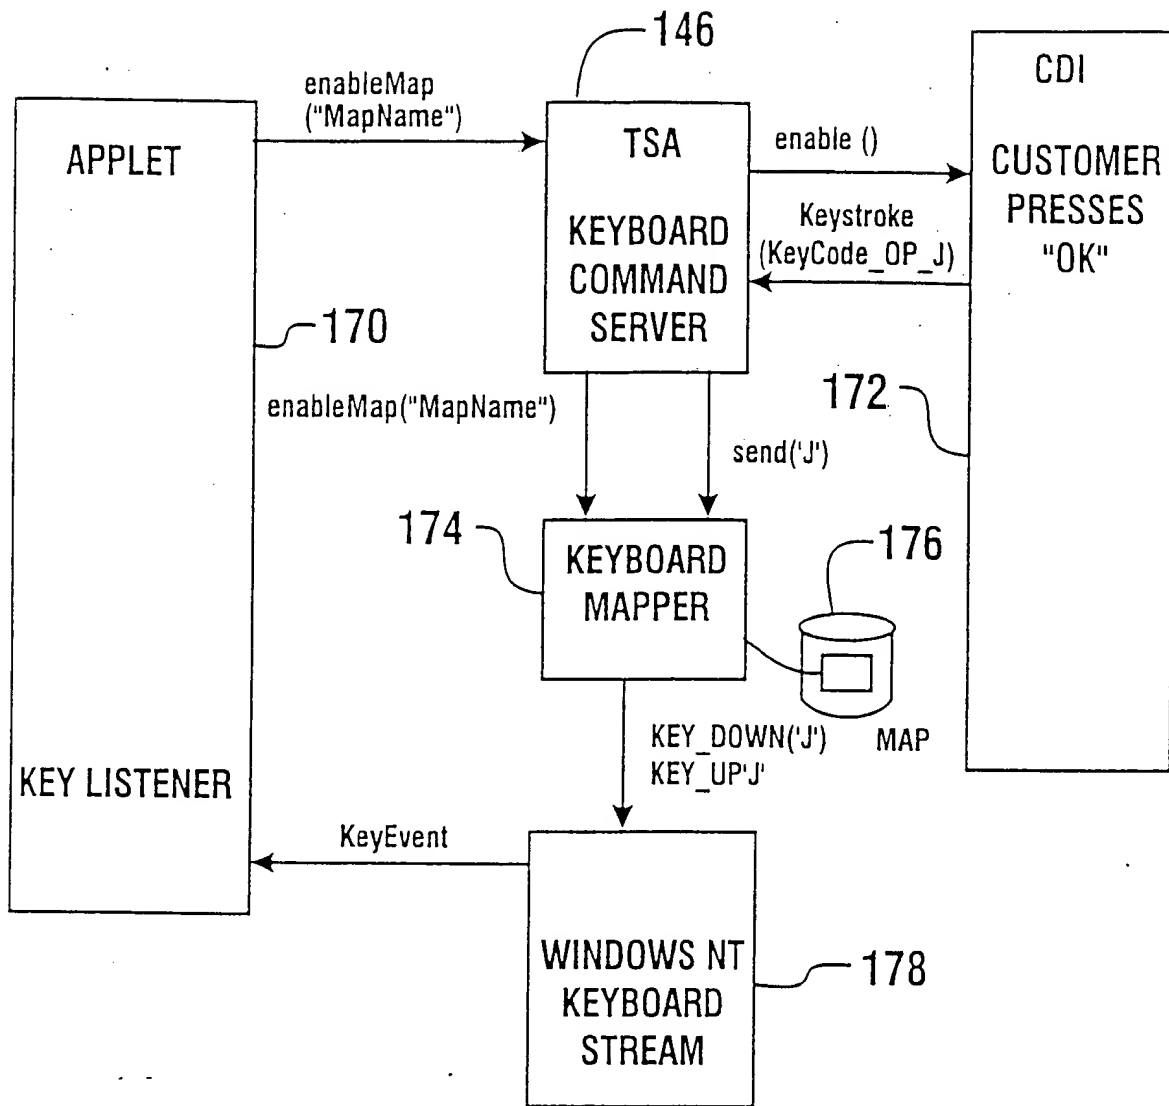 146
enableMap
("MapName")
APPLET
TSA
KEYBOARD
COMMAND
SERVER
enable ()
Keystroke
(KeyCode_OP_J)
CDI
CUSTOMER
PRESSES
"OK"
170
172
enableMap("MapName")
send('J')
174
KEYBOARD
MAPPER
176
MAP
KEY_DOWN('J')
KEY_UP'J'
KEY LISTENER
KeyEvent
WINDOWS NT
KEYBOARD
STREAM
178